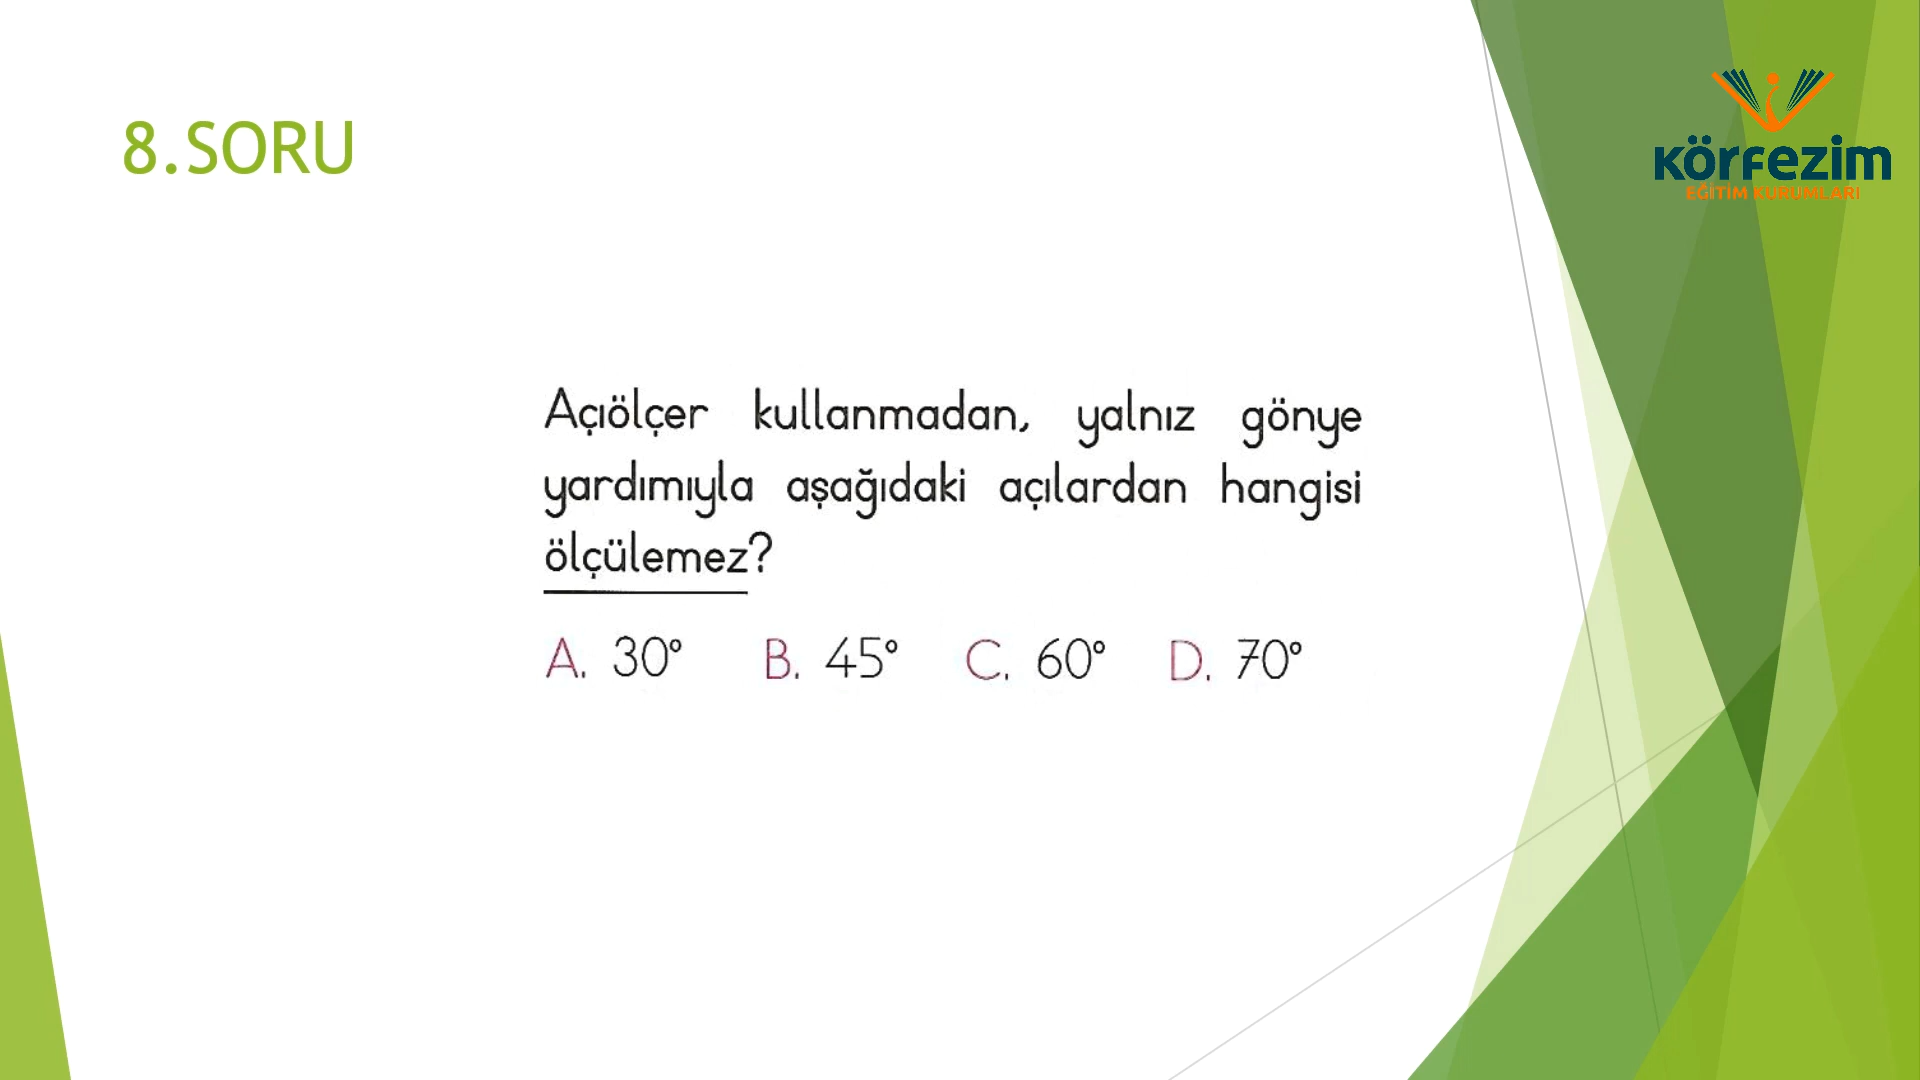 8.SORU
körfezim
EĞİTİM KURUMLARI
Açıölçer kullanmadan, yalnız gönye
yardımıyla aşağıdaki açılardan hangisi
ölçülemez?
A. 30° B. 45° C. 60° D. 70°